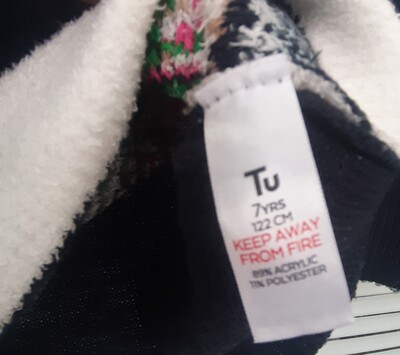 Tu
7YRS
122 CM
KEEP AWAY
FROM FIRE
89% ACRYLIC
11% POLYESTER